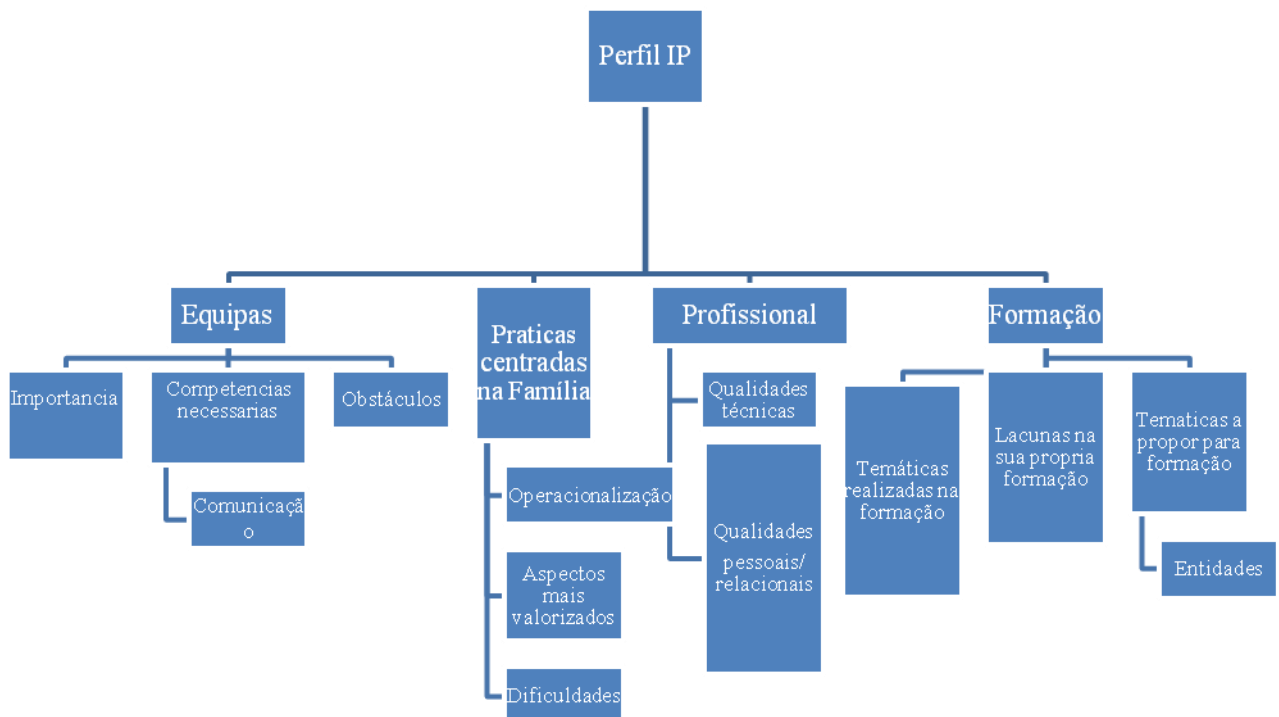 Perfil IP
Equipas
Praticas
centradas
na Família
Profissional
Formação
Importancia
Competencias
necessarias
Obstáculos
Comunicaçã
o
Operacionalização
Aspectos
mais
valorizados
Dificuldades
Qualidades
técnicas
Qualidades
pessoais/
relacionais
Temáticas
realizadas na
formação
Lacunas na
sua propria
formação
Tematicas a
propor para
formação
Entidades